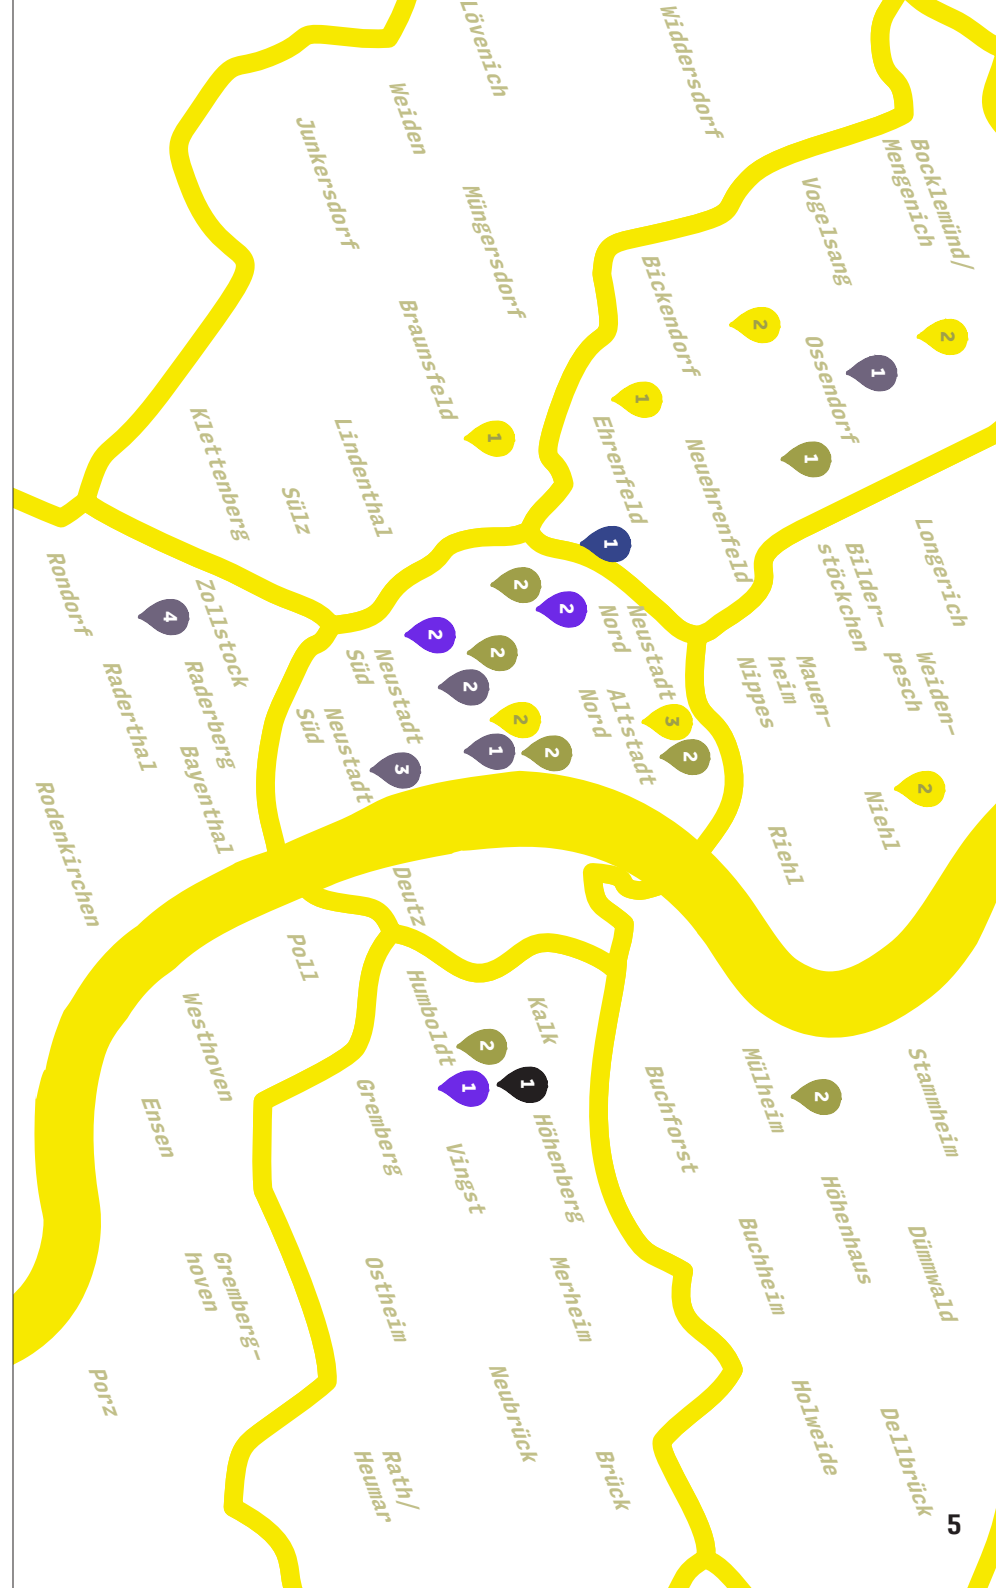 Lövenich
Widdersdorf
Weiden
Junkersdorf
Müngersdorf
Bocklemünd/
Mengenich
Vogelsang
Bickendorf
Braunsfeld
Ossendorf
2
2
1
1
1
1
Klettenberg
Sülz
Lindenthal
Ehrenfeld
Neuehrenfeld
Longerich
Bilder-
stöckchen
1
Rondorf
Zollstock
4
2
2
2
2
2
Neustadt
Nord
Neustadt
Süd
Altstadt
Nord
Neustadt
Süd
Mauen-
heim
Nippes
Weiden-
pesch
Raderthal
Raderberg
Bayenthal
2
1
2
3
3
2
2
Niehl
Riehl
Rodenkirchen
Deutz
Poll
Humboldt
Kalk
Westhoven
Ensen
2
1
1
2
Gremberg
Vingst
Höhenberg
Buchforst
Mülheim
Stammheim
Höhenhaus
Buchheim
Dümmwald
Gremberg-
hoven
Ostheim
Merheim
Porz
Neubrück
Holweide
Dellbrück
Rath/
Heumar
Brück
5